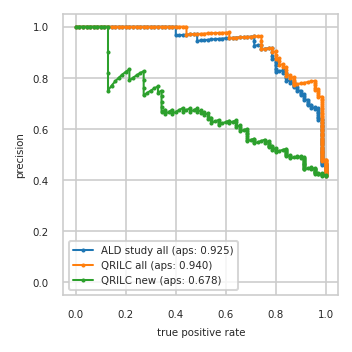 1.0
0.8
0.6
0.4
0.2
0.0
precision
ALD study all (aps: 0.925)
QRILC all (aps: 0.940)
QRILC new (aps: 0.678)
0.0 0.2 0.4 0.6 0.8 1.0
true positive rate